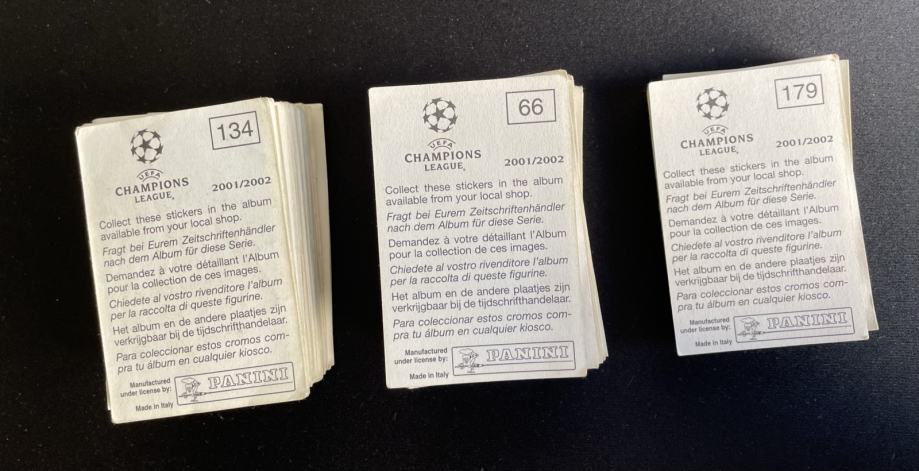 134
UEFA
CHAMPIONS
LEAGUE®
2001/2002
Collect these stickers in the album
available from your local shop.
Fragt bei Eurem Zeitschriftenhändler
nach dem Album für diese Serie.
Demandez à votre détaillant l'Album
pour la collection de ces images.
Chiedete al vostro rivenditore l'album
per la raccolta di queste figurine.
Het album en de andere plaatjes zijn
verkrijgbaar bij de tijdschrifthandelaar.
Para coleccionar estos cromos com-
pra tu álbum en cualquier kiosco.
Manufactured
under license by:
PANINI
Made in Italy
66
UEFA
CHAMPIONS
LEAGUE®
2001/2002
Collect these stickers in the album
available from your local shop.
Fragt bei Eurem Zeitschriftenhändler
nach dem Album für diese Serie.
Demandez à votre détaillant l'Album
pour la collection de ces images.
Chiedete al vostro rivenditore l'album
per la raccolta di queste figurine.
Het album en de andere plaatjes zijn
verkrijgbaar bij de tijdschrifthandelaar.
Para coleccionar estos cromos com-
pra tu álbum en cualquier kiosco.
Manufactured
under license by:
PANINI
Made in Italy
179
UEFA
CHAMPIONS
LEAGUE®
2001/2002
Collect these stickers in the album
available from your local shop.
Fragt bei Eurem Zeitschriftenhändler
nach dem Album für diese Serie.
Demandez à votre détaillant l'Album
pour la collection de ces images.
Chiedete al vostro rivenditore l'album
per la raccolta di queste figurine.
Het album en de andere plaatjes zijn
verkrijgbaar bij de tijdschrifthandelaar.
Para coleccionar estos cromos com-
pra tu álbum en cualquier kiosco.
Manufactured
under license by:
PANINI
Made in Italy